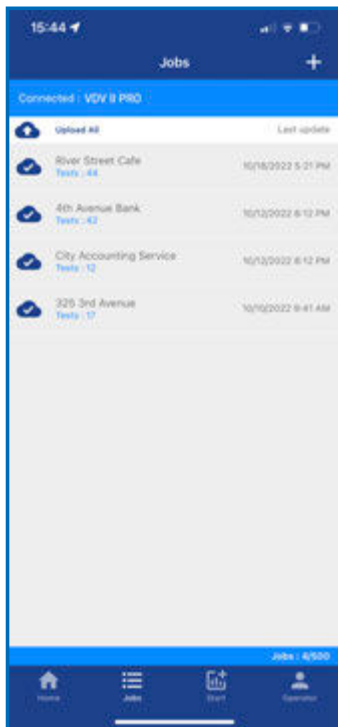 15:44
Jobs +
Connected : VDV II PRO
Upload All Last update
River Street Cafe
Tests : 44
10/18/2022 5:21 PM
4th Avenue Bank
Tests : 42
10/12/2022 6:12 PM
City Accounting Service
Tests : 12
10/12/2022 6:12 PM
325 3rd Avenue
Tests : 17
10/10/2022 9:41 AM
Jobs : 4/500
Home Jobs Start Operator